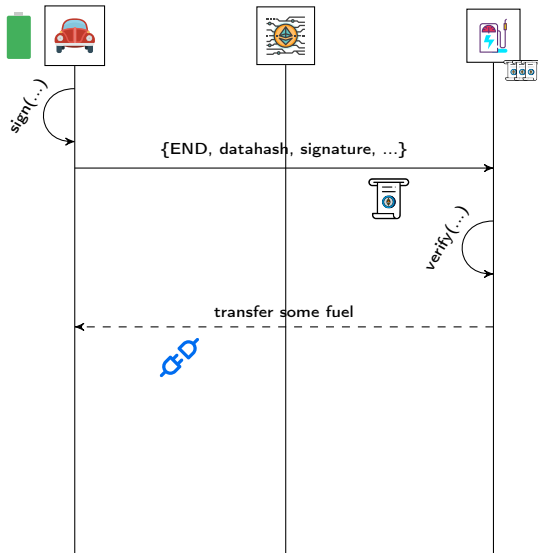 sign(...)
{END, datahash, signature, ...}
verify(...)
transfer some fuel